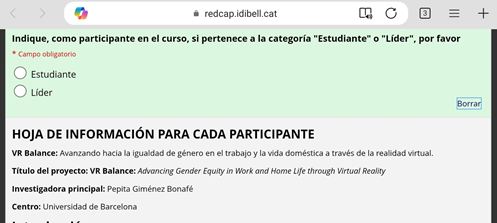 redcap.idibell.cat
3
Indique, como participante en el curso, si pertenece a la categoría "Estudiante" o "Líder", por favor
* Campo obligatorio
Estudiante
Líder
Borrar
HOJA DE INFORMACIÓN PARA CADA PARTICIPANTE
VR Balance: Avanzando hacia la igualdad de género en el trabajo y la vida doméstica a través de la realidad virtual.
Título del proyecto: VR Balance: Advancing Gender Equity in Work and Home Life through Virtual Reality
Investigadora principal: Pepita Giménez Bonafé
Centro: Universidad de Barcelona